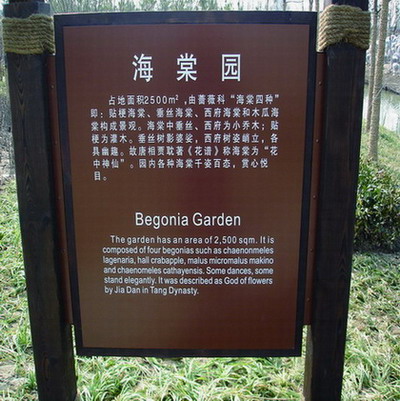 海棠园
占地面积2500m²,由蔷薇科“海棠四种”
即:贴梗海棠、垂丝海棠、西府海棠和木瓜海
棠构成景观。海棠中垂丝、西府为小乔木;贴
梗为灌木。垂丝树影婆娑,西府树姿峭立,各
具幽趣。故唐相贾耽著《花谱》称海棠为“花
中神仙”。园内各种海棠千姿百态,赏心悦
目。
Begonia Garden
The garden has an area of 2,500 sqm. It is
composed of four begonias such as chaenonmeles
lagenaria, hall crabapple, malus micromalus makino
and chaenomeles cathayensis. Some dances, some
stand elegantly. It was described as God of flowers
by Jia Dan in Tang Dynasty.